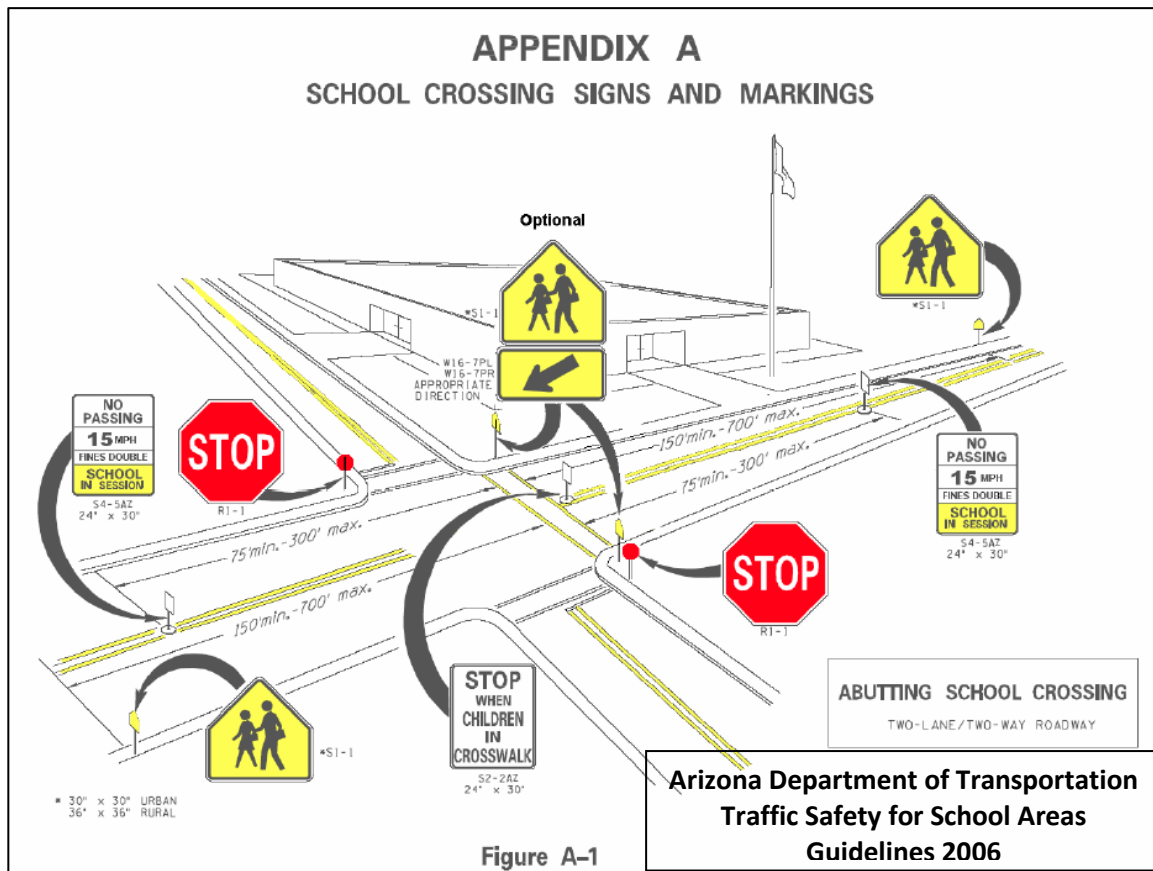 APPENDIX A
SCHOOL CROSSING SIGNS AND MARKINGS
Optional
*S1-1
W16-7PL
W16-7PR
APPROPRIATE
DIRECTION
*S1-1
NO
PASSING
15 MPH
FINES DOUBLE
SCHOOL
IN SESSION
S4-5AZ
24" x 30"
STOP
R1-1
150'min.-700' max.
75'min.-300' max.
NO
PASSING
15 MPH
FINES DOUBLE
SCHOOL
IN SESSION
S4-5AZ
24" x 30"
75'min.-300' max.
150'min.-700' max.
STOP
R1-1
*S1-1
STOP
WHEN
CHILDREN
IN
CROSSWALK
S2-2AZ
24" x 30"
ABUTTING SCHOOL CROSSING
TWO-LANE/TWO-WAY ROADWAY
* 30" x 30" URBAN
36" x 36" RURAL
Arizona Department of Transportation
Traffic Safety for School Areas
Guidelines 2006
Figure A-1